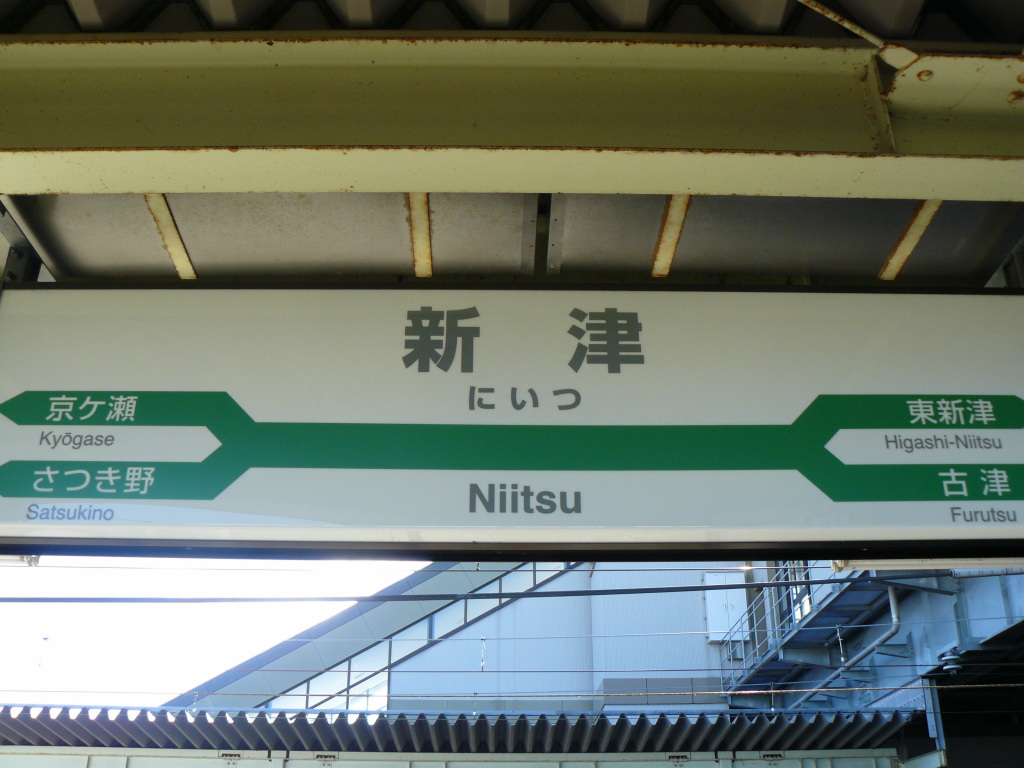 新 津
にいつ
京ケ瀬
Kyōgase
東新津
Higashi-Niitsu
さつき野
Satsukino
古津
Furutsu
Niitsu